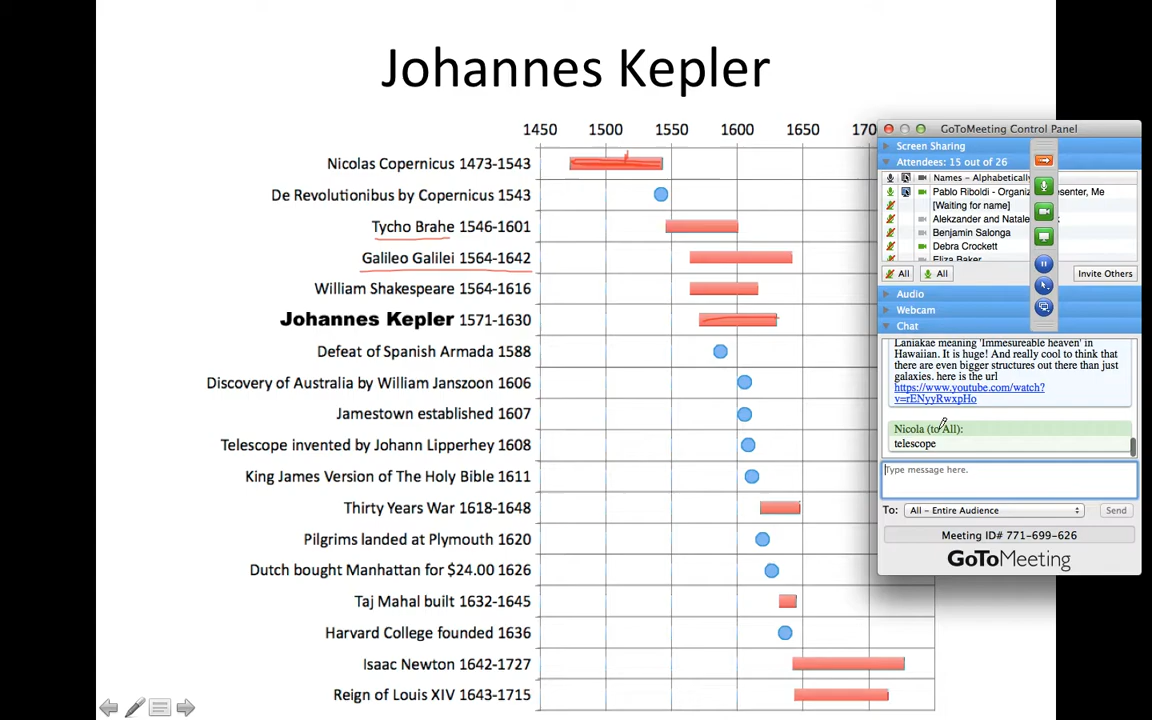 Johannes Kepler
1450 1500 1550 1600 1650 170
Nicolas Copernicus 1473-1543
De Revolutionibus by Copernicus 1543
Tycho Brahe 1546-1601
Galileo Galilei 1564-1642
William Shakespeare 1564-1616
Johannes Kepler 1571-1630
Defeat of Spanish Armada 1588
Discovery of Australia by William Janszoon 1606
Jamestown established 1607
Telescope invented by Johann Lipperhey 1608
King James Version of The Holy Bible 1611
Thirty Years War 1618-1648
Pilgrims landed at Plymouth 1620
Dutch bought Manhattan for $24.00 1626
Taj Mahal built 1632-1645
Harvard College founded 1636
Isaac Newton 1642-1727
Reign of Louis XIV 1643-1715
GoToMeeting Control Panel
Screen Sharing
Attendees: 15 out of 26
Names - Alphabetically
Pablo Riboldi - Organiz esenter, Me
[Waiting for name]
Alekzander and Natale
Benjamin Salonga
Debra Crockett
Eliza Baker
All All Invite Others
Audio
Webcam
Chat
Laniakae meaning 'Immesureable heaven' in
Hawaiian. It is huge! And really cool to think that
there are even bigger structures out there than just
galaxies. here is the url
https://www.youtube.com/watch?
v=rENyyRwxpHo
Nicola (to All):
telescope
Type message here.
To: All - Entire Audience Send
Meeting ID# 771-699-626
GoToMeeting